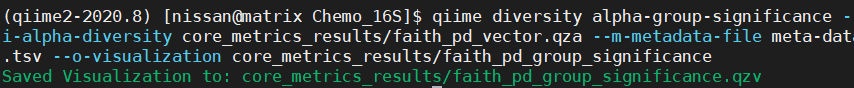 (qiime2-2020.8) [nissan@matrix Chemo_16S]$ qiime diversity alpha-group-significance -
i-alpha-diversity core_metrics_results/faith_pd_vector.qza --m-metadata-file meta-dat
.tsv --o-visualization core_metrics_results/faith_pd_group_significance
Saved Visualization to: core_metrics_results/faith_pd_group_significance.qzv